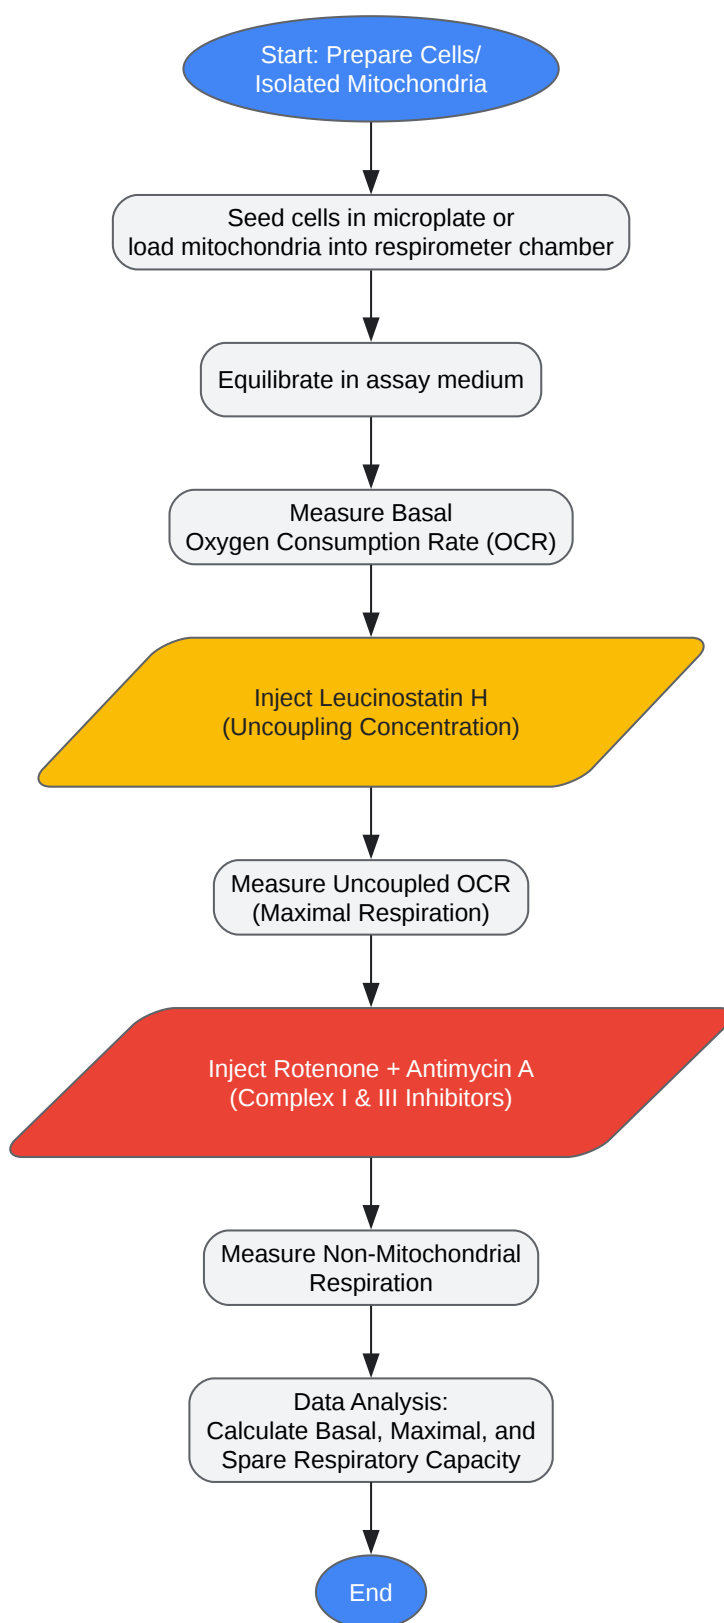 Start: Prepare Cells/
Isolated Mitochondria
Seed cells in microplate or
load mitochondria into respirometer chamber
Equilibrate in assay medium
Measure Basal
Oxygen Consumption Rate (OCR)
Inject Leucinostatin H
(Uncoupling Concentration)
Measure Uncoupled OCR
(Maximal Respiration)
Inject Rotenone + Antimycin A
(Complex I & III Inhibitors)
Measure Non-Mitochondrial
Respiration
Data Analysis:
Calculate Basal, Maximal, and
Spare Respiratory Capacity
End